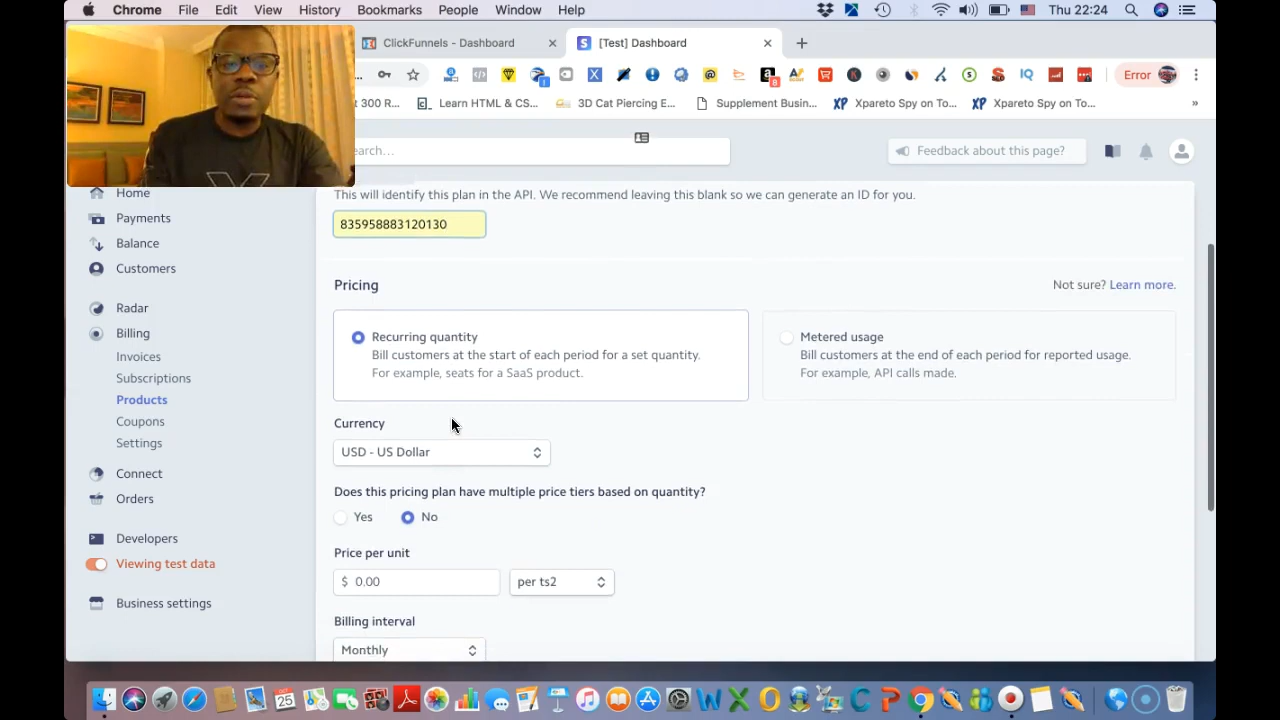 Chrome File Edit View History Bookmarks People Window Help Thu 22:24
ClickFunnels - Dashboard [Test] Dashboard
Error
at 300 R... Learn HTML & CS... 3D Cat Piercing E... Supplement Busin... Xpareto Spy on To... Xpareto Spy on To... »
earch... Feedback about this page?
Home
Payments
Balance
Customers
Radar
Billing
Invoices
Subscriptions
Products
Coupons
Settings
Connect
Orders
Developers
Viewing test data
Business settings
This will identify this plan in the API. We recommend leaving this blank so we can generate an ID for you.
835958883120130
Pricing Not sure? Learn more.
Recurring quantity
Bill customers at the start of each period for a set quantity.
For example, seats for a SaaS product.
Metered usage
Bill customers at the end of each period for reported usage.
For example, API calls made.
Currency
USD - US Dollar
Does this pricing plan have multiple price tiers based on quantity?
Yes No
Price per unit
$ 0.00 per ts2
Billing interval
Monthly